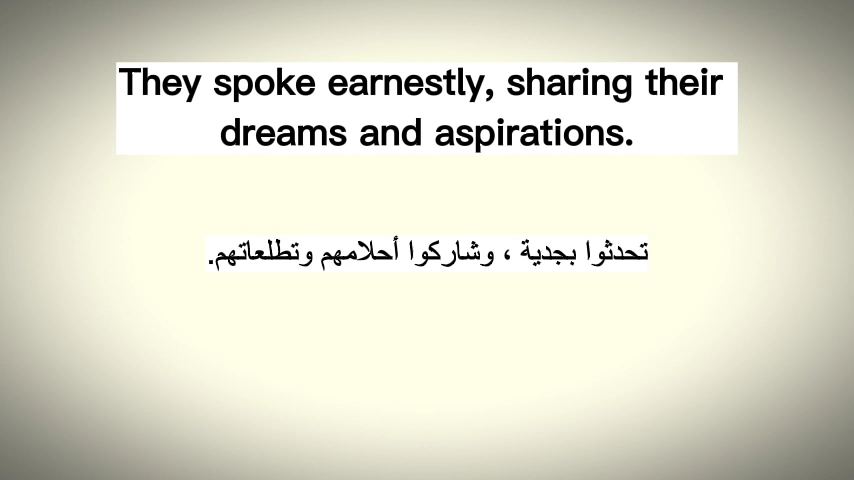 They spoke earnestly, sharing their
dreams and aspirations.
تحدثوا بجدية ، وشاركوا أحلامهم وتطلعاتهم.